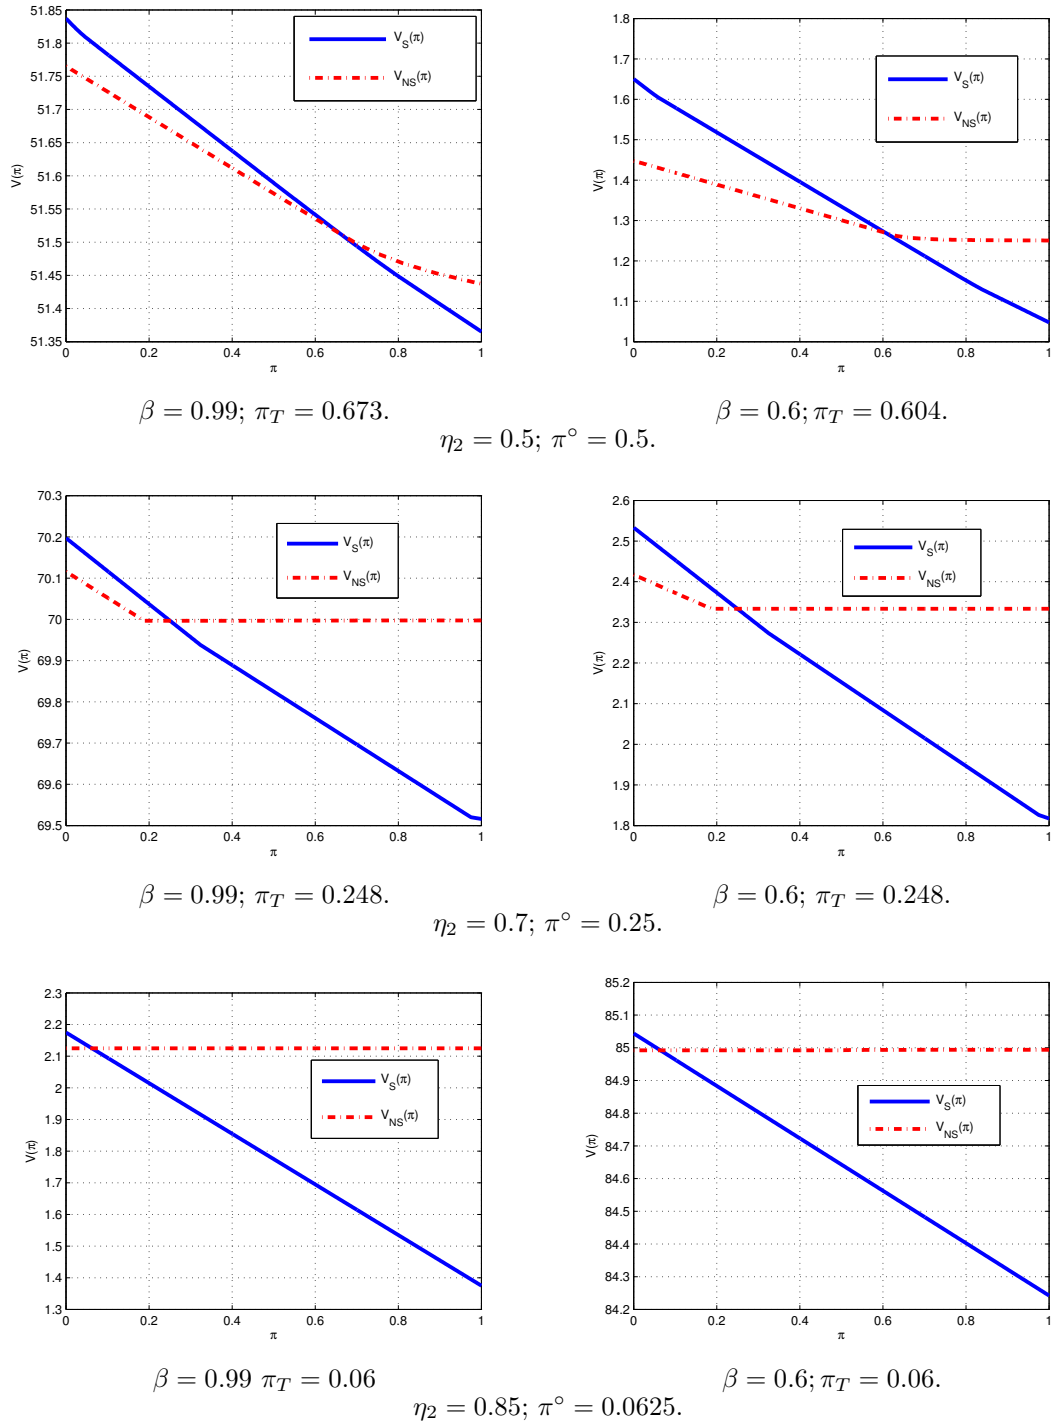 51.85
51.8
51.75
51.7
51.65
51.6
51.55
51.5
51.45
51.4
51.35
V(π)
0 0.2 0.4 0.6 0.8 1
π
V_S(π)
V_NS(π)
1.8
1.7
1.6
1.5
1.4
1.3
1.2
1.1
1
V(π)
0 0.2 0.4 0.6 0.8 1
π
V_S(π)
V_NS(π)
β = 0.99; π_T = 0.673.
β = 0.6; π_T = 0.604.
η_2 = 0.5; π° = 0.5.
70.3
70.2
70.1
70
69.9
69.8
69.7
69.6
69.5
V(π)
0 0.2 0.4 0.6 0.8 1
π
V_S(π)
V_NS(π)
2.6
2.5
2.4
2.3
2.2
2.1
2
1.9
1.8
V(π)
0 0.2 0.4 0.6 0.8 1
π
V_S(π)
V_NS(π)
β = 0.99; π_T = 0.248.
β = 0.6; π_T = 0.248.
η_2 = 0.7; π° = 0.25.
2.3
2.2
2.1
2
1.9
1.8
1.7
1.6
1.5
1.4
1.3
V(π)
0 0.2 0.4 0.6 0.8 1
π
V_S(π)
V_NS(π)
85.2
85.1
85
84.9
84.8
84.7
84.6
84.5
84.4
84.3
84.2
V(π)
0 0.2 0.4 0.6 0.8 1
π
V_S(π)
V_NS(π)
β = 0.99 π_T = 0.06
β = 0.6; π_T = 0.06.
η_2 = 0.85; π° = 0.0625.